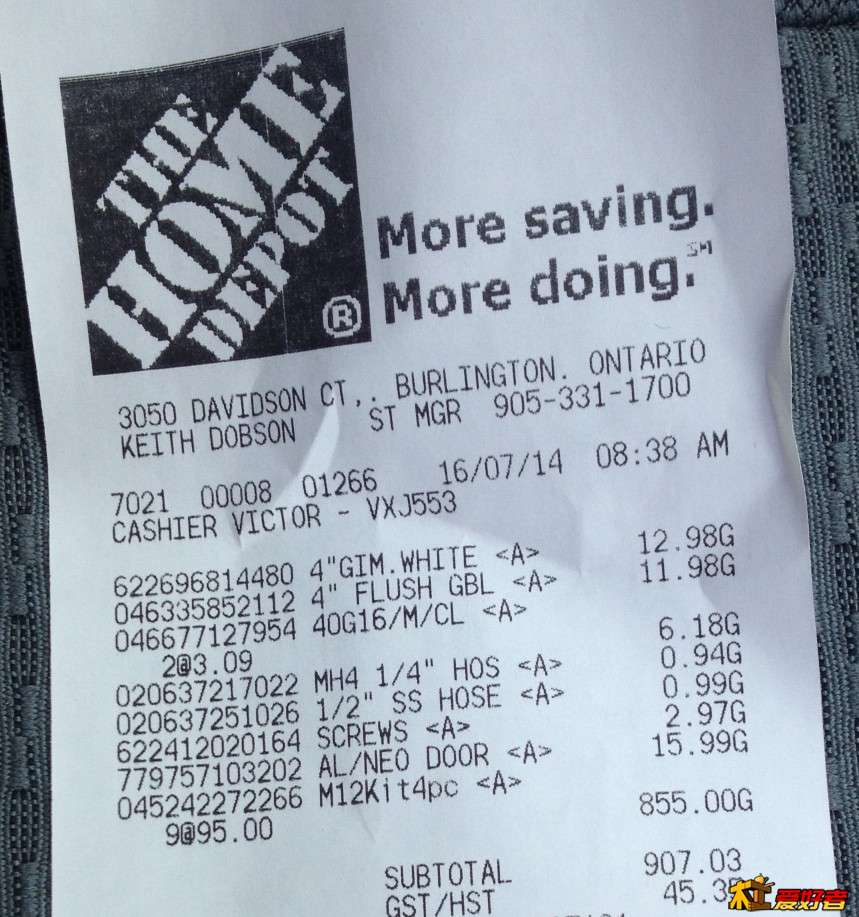 THE
HOME
DEPOT
®
More saving.
More doing.℠
3050 DAVIDSON CT,. BURLINGTON. ONTARIO
KEITH DOBSON ST MGR 905-331-1700
7021 00008 01266 16/07/14 08:38 AM
CASHIER VICTOR - VXJ553
622696814480 4"GIM.WHITE <A> 12.98G
046335852112 4" FLUSH GBL <A> 11.98G
046677127954 40G16/M/CL <A>
2@3.09 6.18G
020637217022 MH4 1/4" HOS <A> 0.94G
020637251026 1/2" SS HOSE <A> 0.99G
622412020164 SCREWS <A> 2.97G
779757103202 AL/NEO DOOR <A> 15.99G
045242272266 M12Kit4pc <A>
9@95.00 855.00G
SUBTOTAL 907.03
GST/HST
爱好者